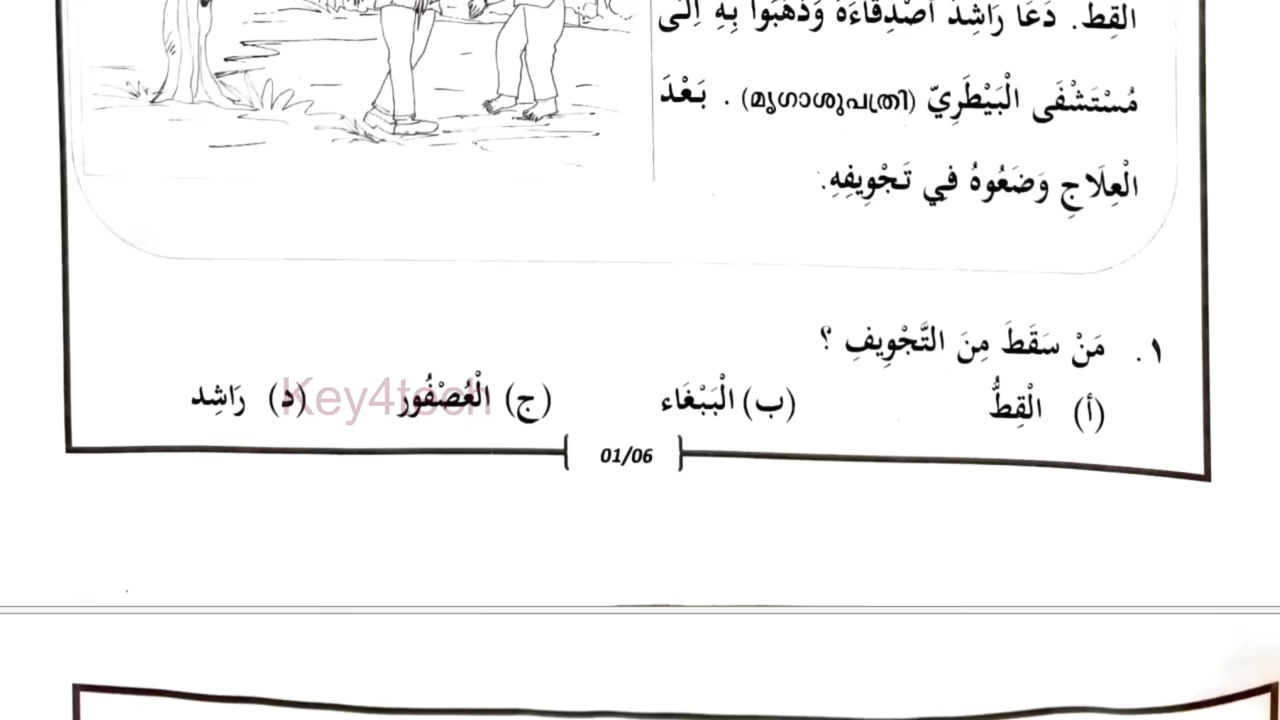 القِط. دَعَا رَاشِدٌ أَصْدِقَاءَهُ وَذَهَبُوا بِهِ إِلَى
مُسْتَشْفَى الْبَيْطَرِيّ (മൃഗാശുപത്രി) . بَعْدَ
الْعِلَاجِ وَضَعُوهُ فِي تَجْوِيفِهِ.
١. مَنْ سَقَطَ مِنَ التَّجْوِيفِ ؟
(أ) الْقِطُّ (ب) الْبَبْغَاء (ج) الْعُصْفُور (د) رَاشِد
Key4tech
01/06